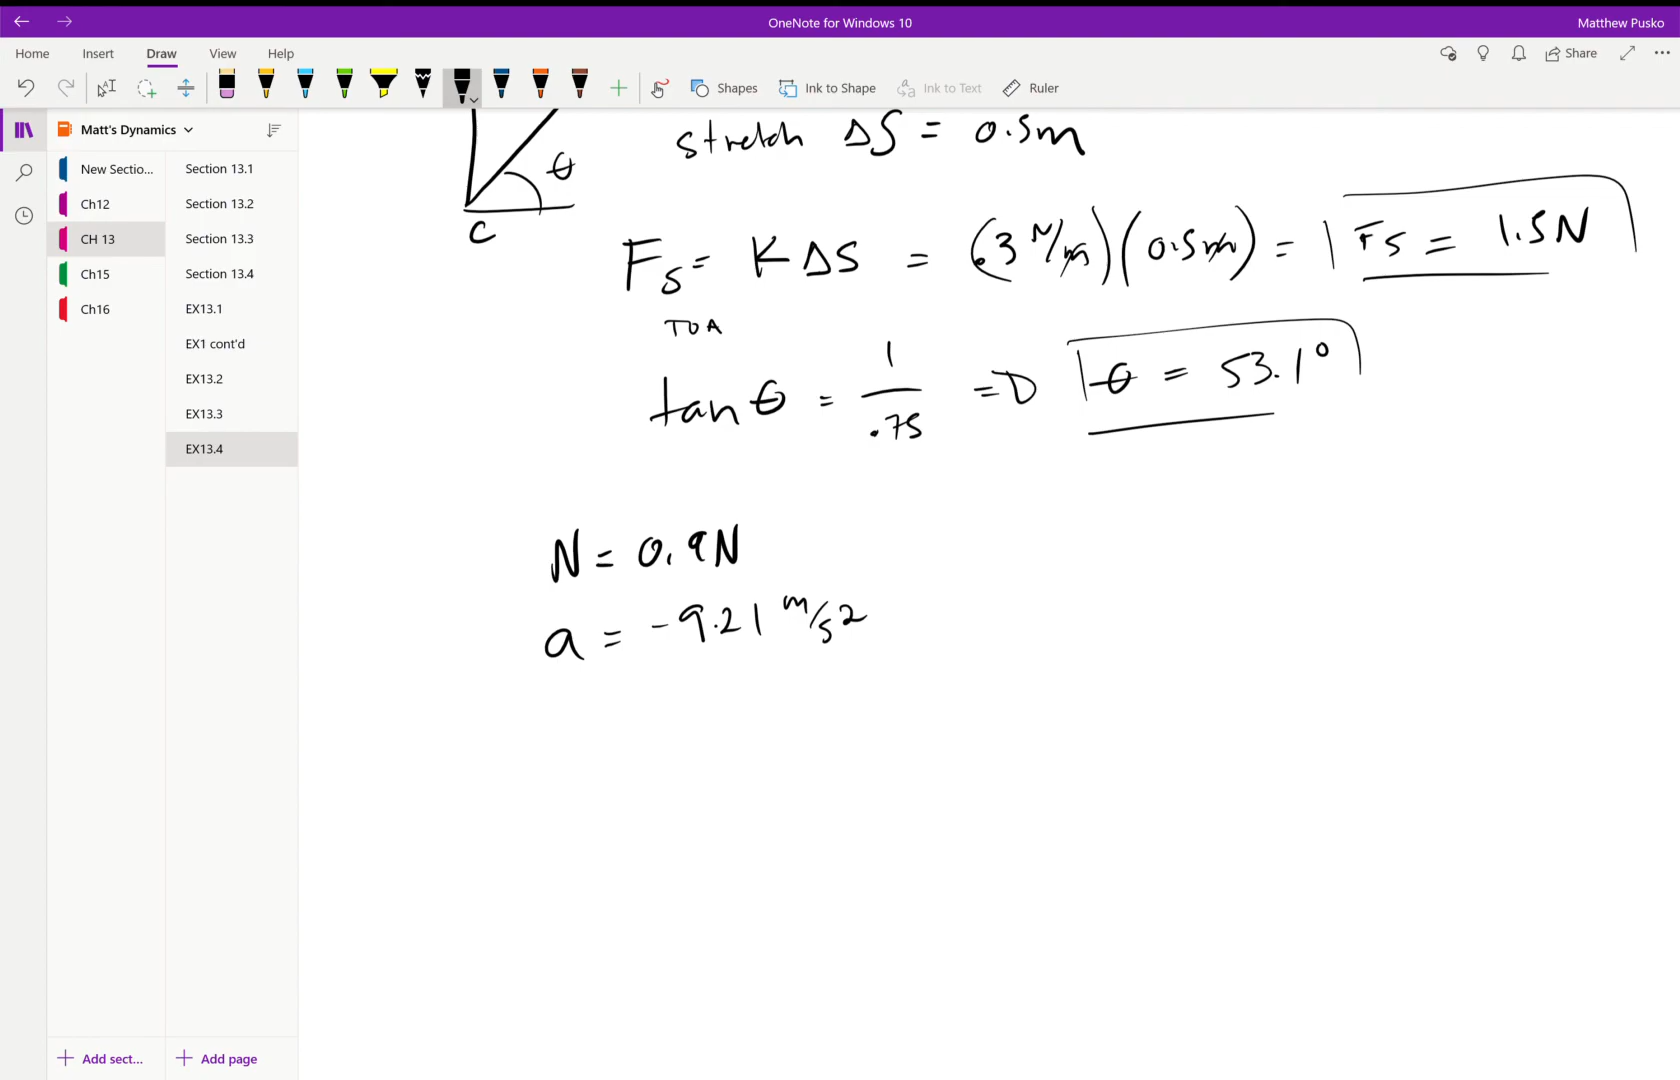 OneNote for Windows 10
Matthew Pusko
Home Insert Draw View Help
Share
Shapes Ink to Shape Ink to Text Ruler
Matt's Dynamics
New Sectio...
Ch12
CH 13
Ch15
Ch16
Section 13.1
Section 13.2
Section 13.3
Section 13.4
EX13.1
EX1 cont'd
EX13.2
EX13.3
EX13.4
Add sect...
Add page
θ
C
stretch ΔS = 0.5m
Fs = KΔS = (3 N/m)(0.5m) = Fs = 1.5N
TOA
tan θ = 1/.75 => θ = 53.1°
N = 0.9N
a = -9.21 m/s2